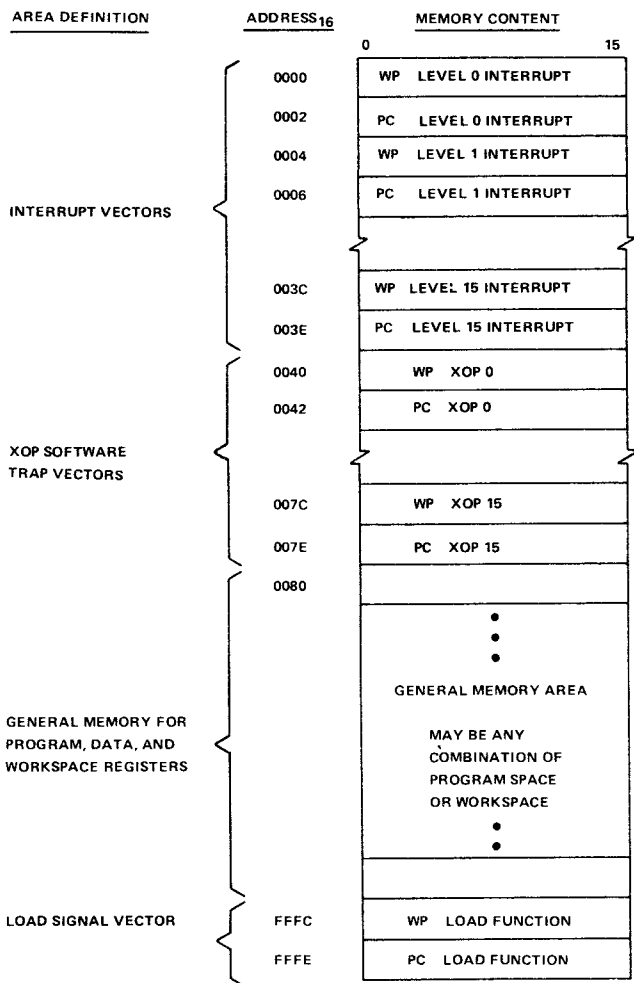 AREA DEFINITION ADDRESS16 MEMORY CONTENT
0 15
0000 WP LEVEL 0 INTERRUPT
0002 PC LEVEL 0 INTERRUPT
0004 WP LEVEL 1 INTERRUPT
0006 PC LEVEL 1 INTERRUPT
INTERRUPT VECTORS
003C WP LEVEL 15 INTERRUPT
003E PC LEVEL 15 INTERRUPT
0040 WP XOP 0
0042 PC XOP 0
XOP SOFTWARE
TRAP VECTORS
007C WP XOP 15
007E PC XOP 15
0080
GENERAL MEMORY AREA
GENERAL MEMORY FOR
PROGRAM, DATA, AND
WORKSPACE REGISTERS
MAY BE ANY
COMBINATION OF
PROGRAM SPACE
OR WORKSPACE
LOAD SIGNAL VECTOR FFFC WP LOAD FUNCTION
FFFE PC LOAD FUNCTION